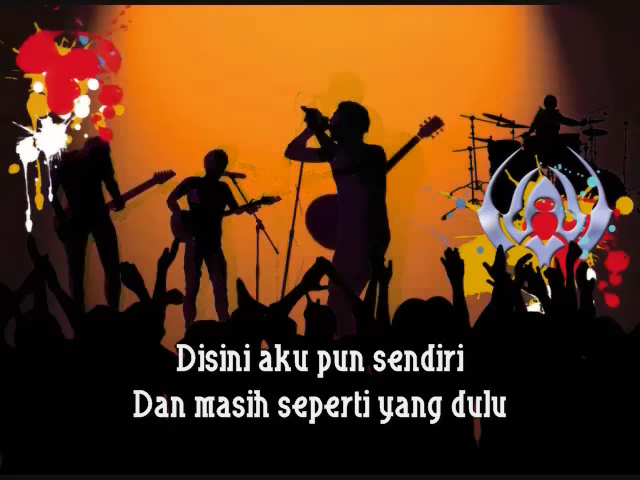 Disini aku pun sendiri
Dan masih seperti yang dulu